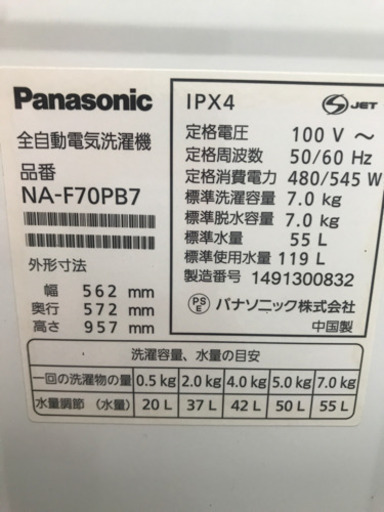 Panasonic
全自動電気洗濯機
品番
NA-F70PB7
外形寸法
幅 562 mm
奥行 572 mm
高さ 957 mm
IPX4
S JET
定格電圧 100 V ～
定格周波数 50/60 Hz
定格消費電力 480/545 W
標準洗濯容量 7.0 kg
標準脱水容量 7.0 kg
標準水量 55 L
標準使用水量 119 L
製造番号 1491300832
PSE パナソニック株式会社
中国製
洗濯容量、水量の目安
一回の洗濯物の量 0.5 kg 2.0 kg 4.0 kg 5.0 kg 7.0 kg
水量調節（水量） 20 L 37 L 42 L 50 L 55 L